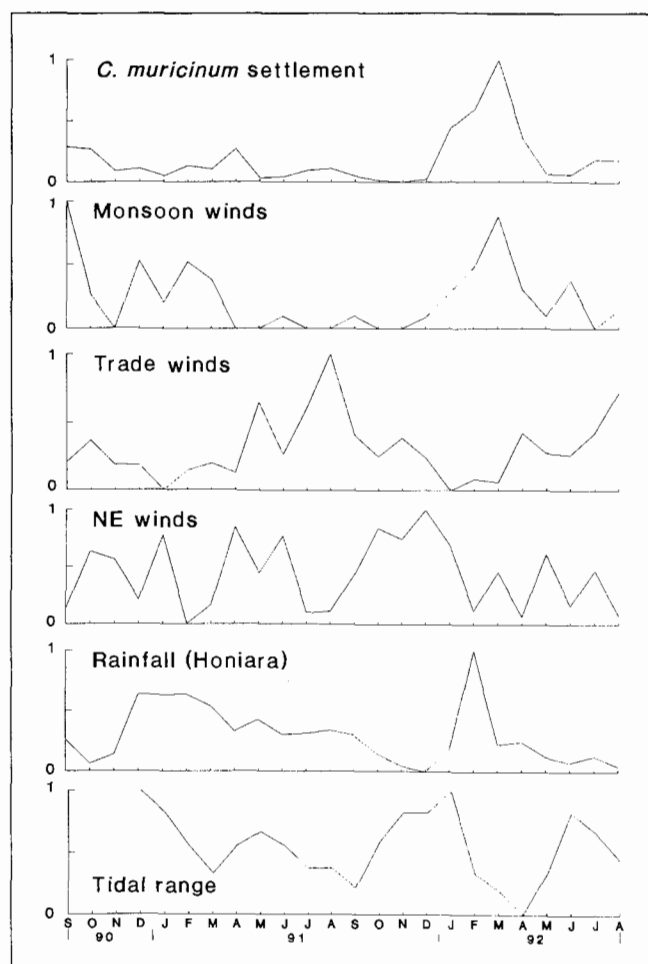 1
C. muricinum settlement
0
1
Monsoon winds
0
1
Trade winds
0
1
NE winds
0
1
Rainfall (Honiara)
0
1
Tidal range
0
S O N D J F M A M J J A S O N D J F M A M J J A
90 91 92